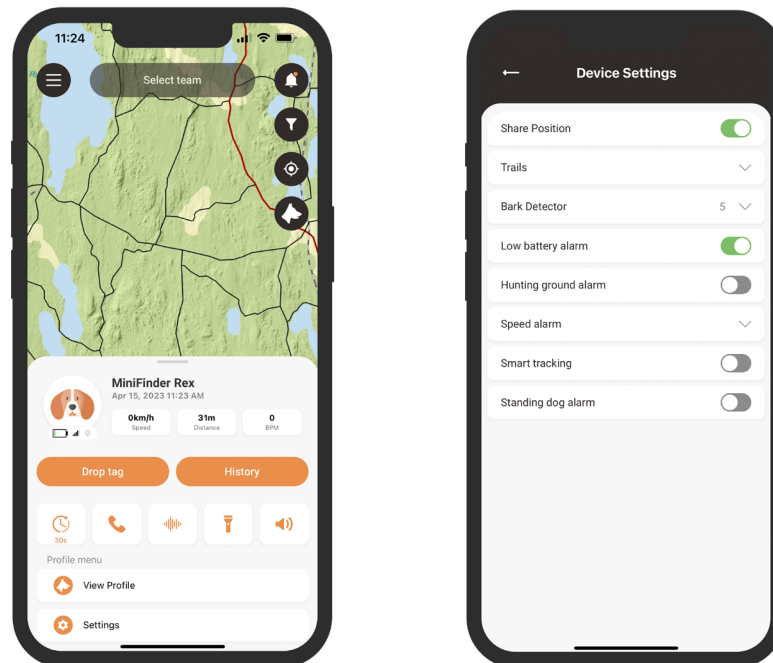 11:24
Select team
MiniFinder Rex
Apr 15, 2023 11:23 AM
0km/h
Speed
31m
Distance
0
BPM
Drop tag
History
30s
Profile menu
View Profile
Settings
Device Settings
Share Position
Trails
Bark Detector
5
Low battery alarm
Hunting ground alarm
Speed alarm
Smart tracking
Standing dog alarm